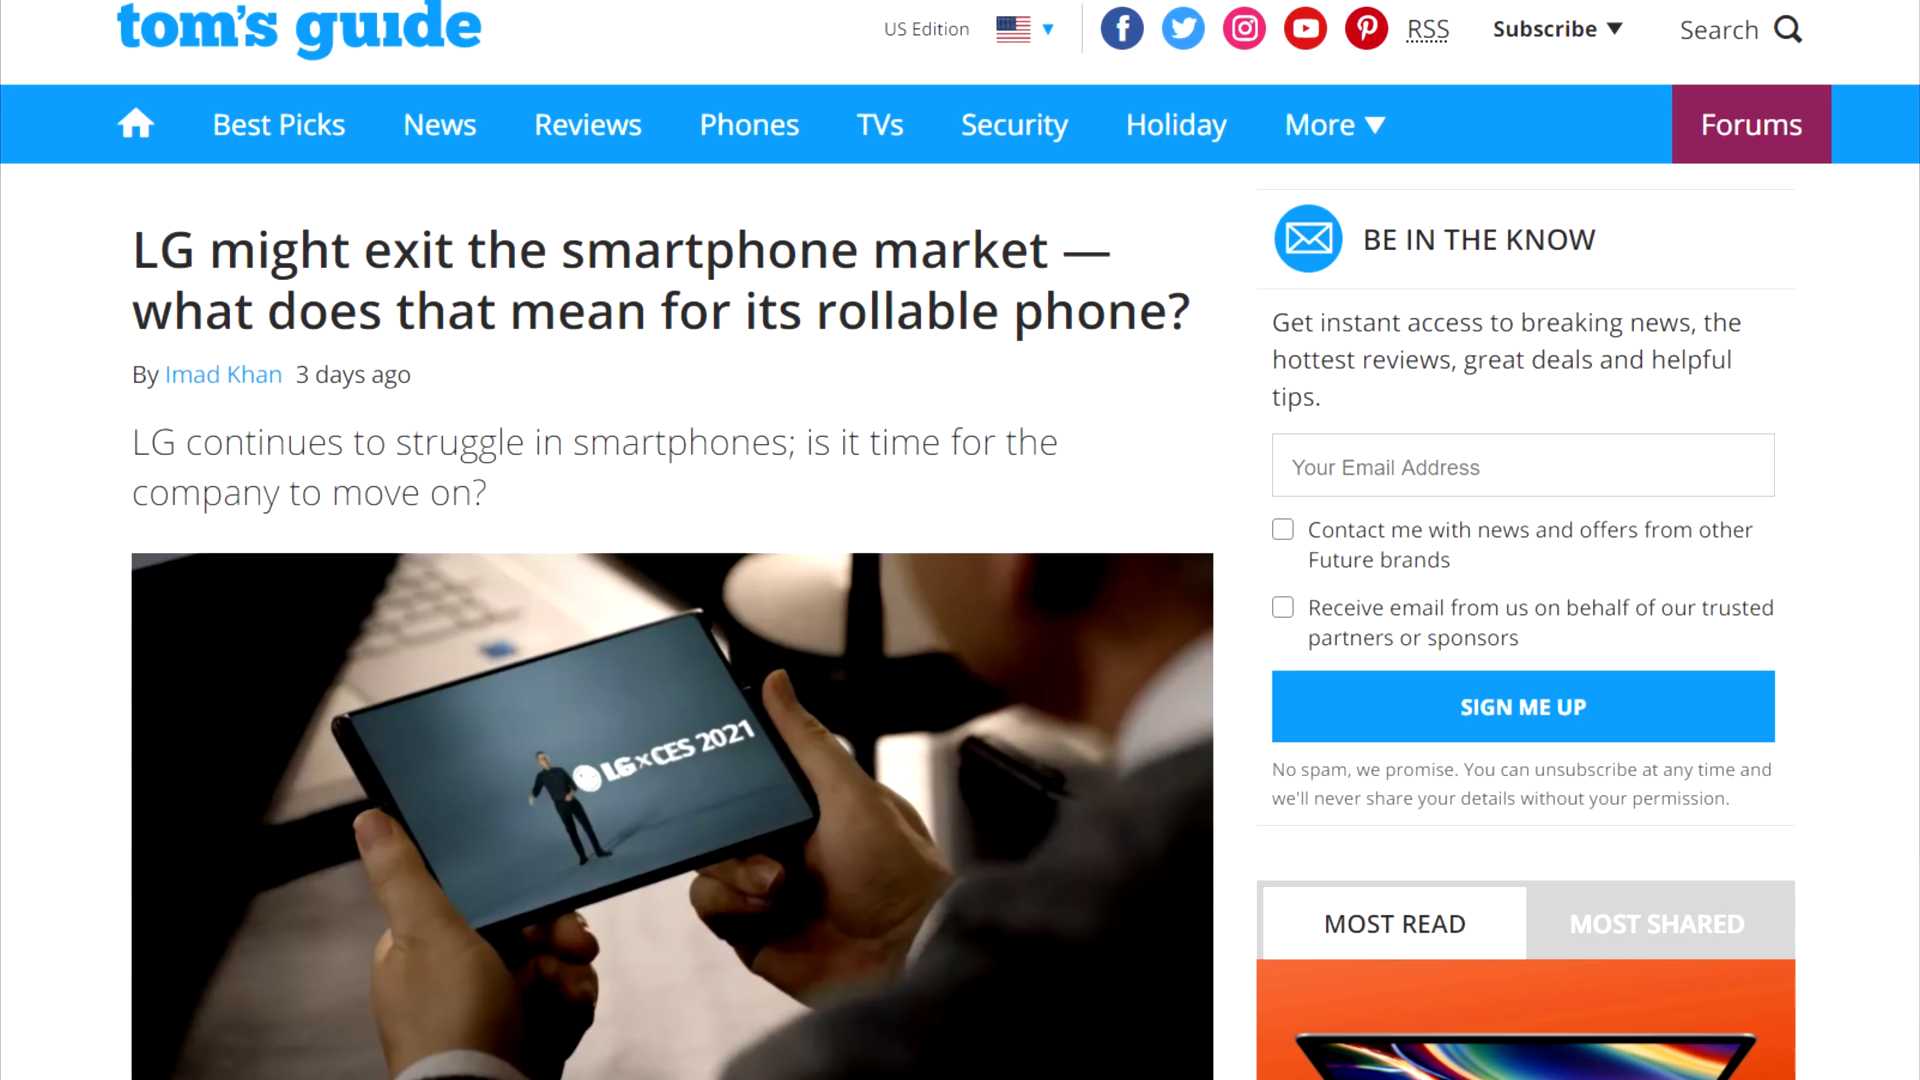 tom's guide
US Edition
RSS
Subscribe
Search
Best Picks
News
Reviews
Phones
TVs
Security
Holiday
More
Forums
LG might exit the smartphone market —
what does that mean for its rollable phone?
By Imad Khan 3 days ago
LG continues to struggle in smartphones; is it time for the
company to move on?
LG x CES 2021
BE IN THE KNOW
Get instant access to breaking news, the
hottest reviews, great deals and helpful
tips.
Your Email Address
Contact me with news and offers from other
Future brands
Receive email from us on behalf of our trusted
partners or sponsors
SIGN ME UP
No spam, we promise. You can unsubscribe at any time and
we'll never share your details without your permission.
MOST READ
MOST SHARED